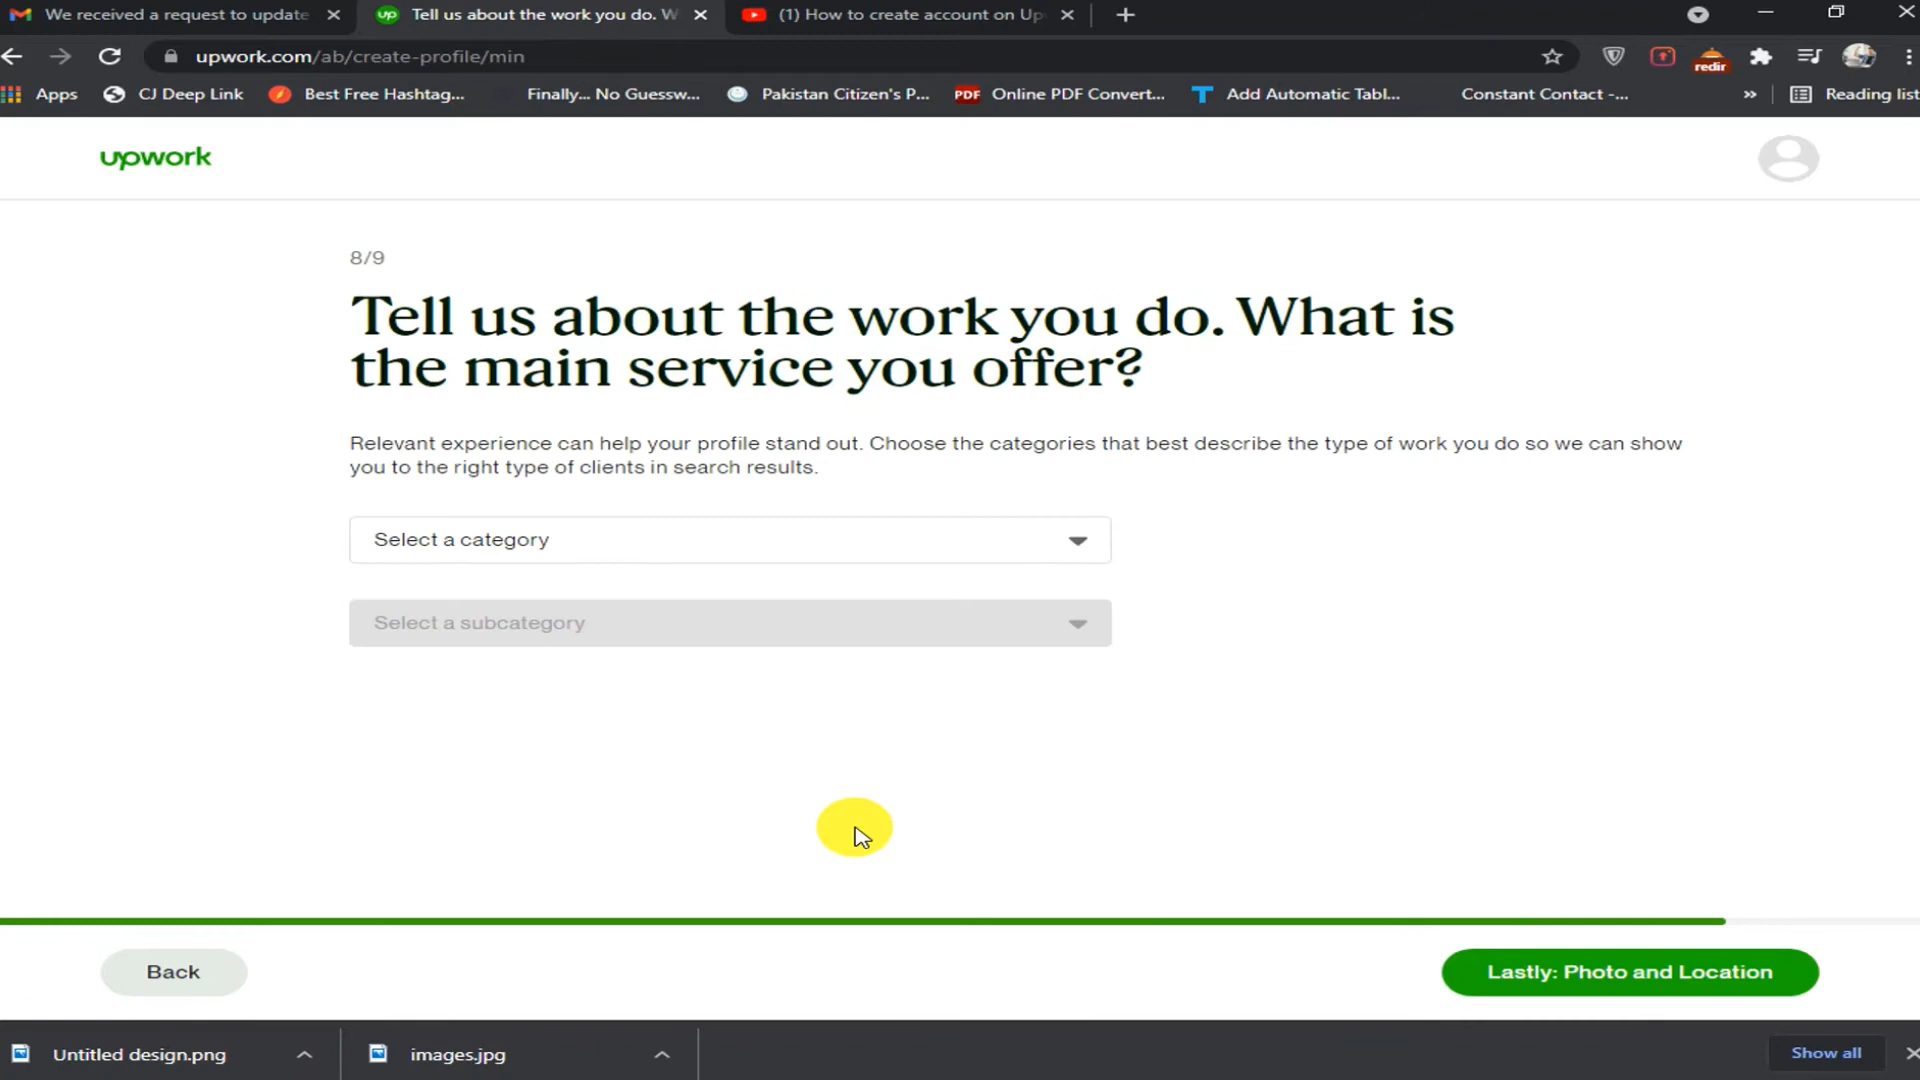 We received a request to update
Tell us about the work you do. W
(1) How to create account on Up
upwork.com/ab/create-profile/min
redir
Apps
CJ Deep Link
Best Free Hashtag...
Finally... No Guessw...
Pakistan Citizen's P...
PDF
Online PDF Convert...
Add Automatic Tabl...
Constant Contact -...
»
Reading list
upwork
8/9
Tell us about the work you do. What is
the main service you offer?
Relevant experience can help your profile stand out. Choose the categories that best describe the type of work you do so we can show
you to the right type of clients in search results.
Select a category
Select a subcategory
Back
Lastly: Photo and Location
Untitled design.png
images.jpg
Show all